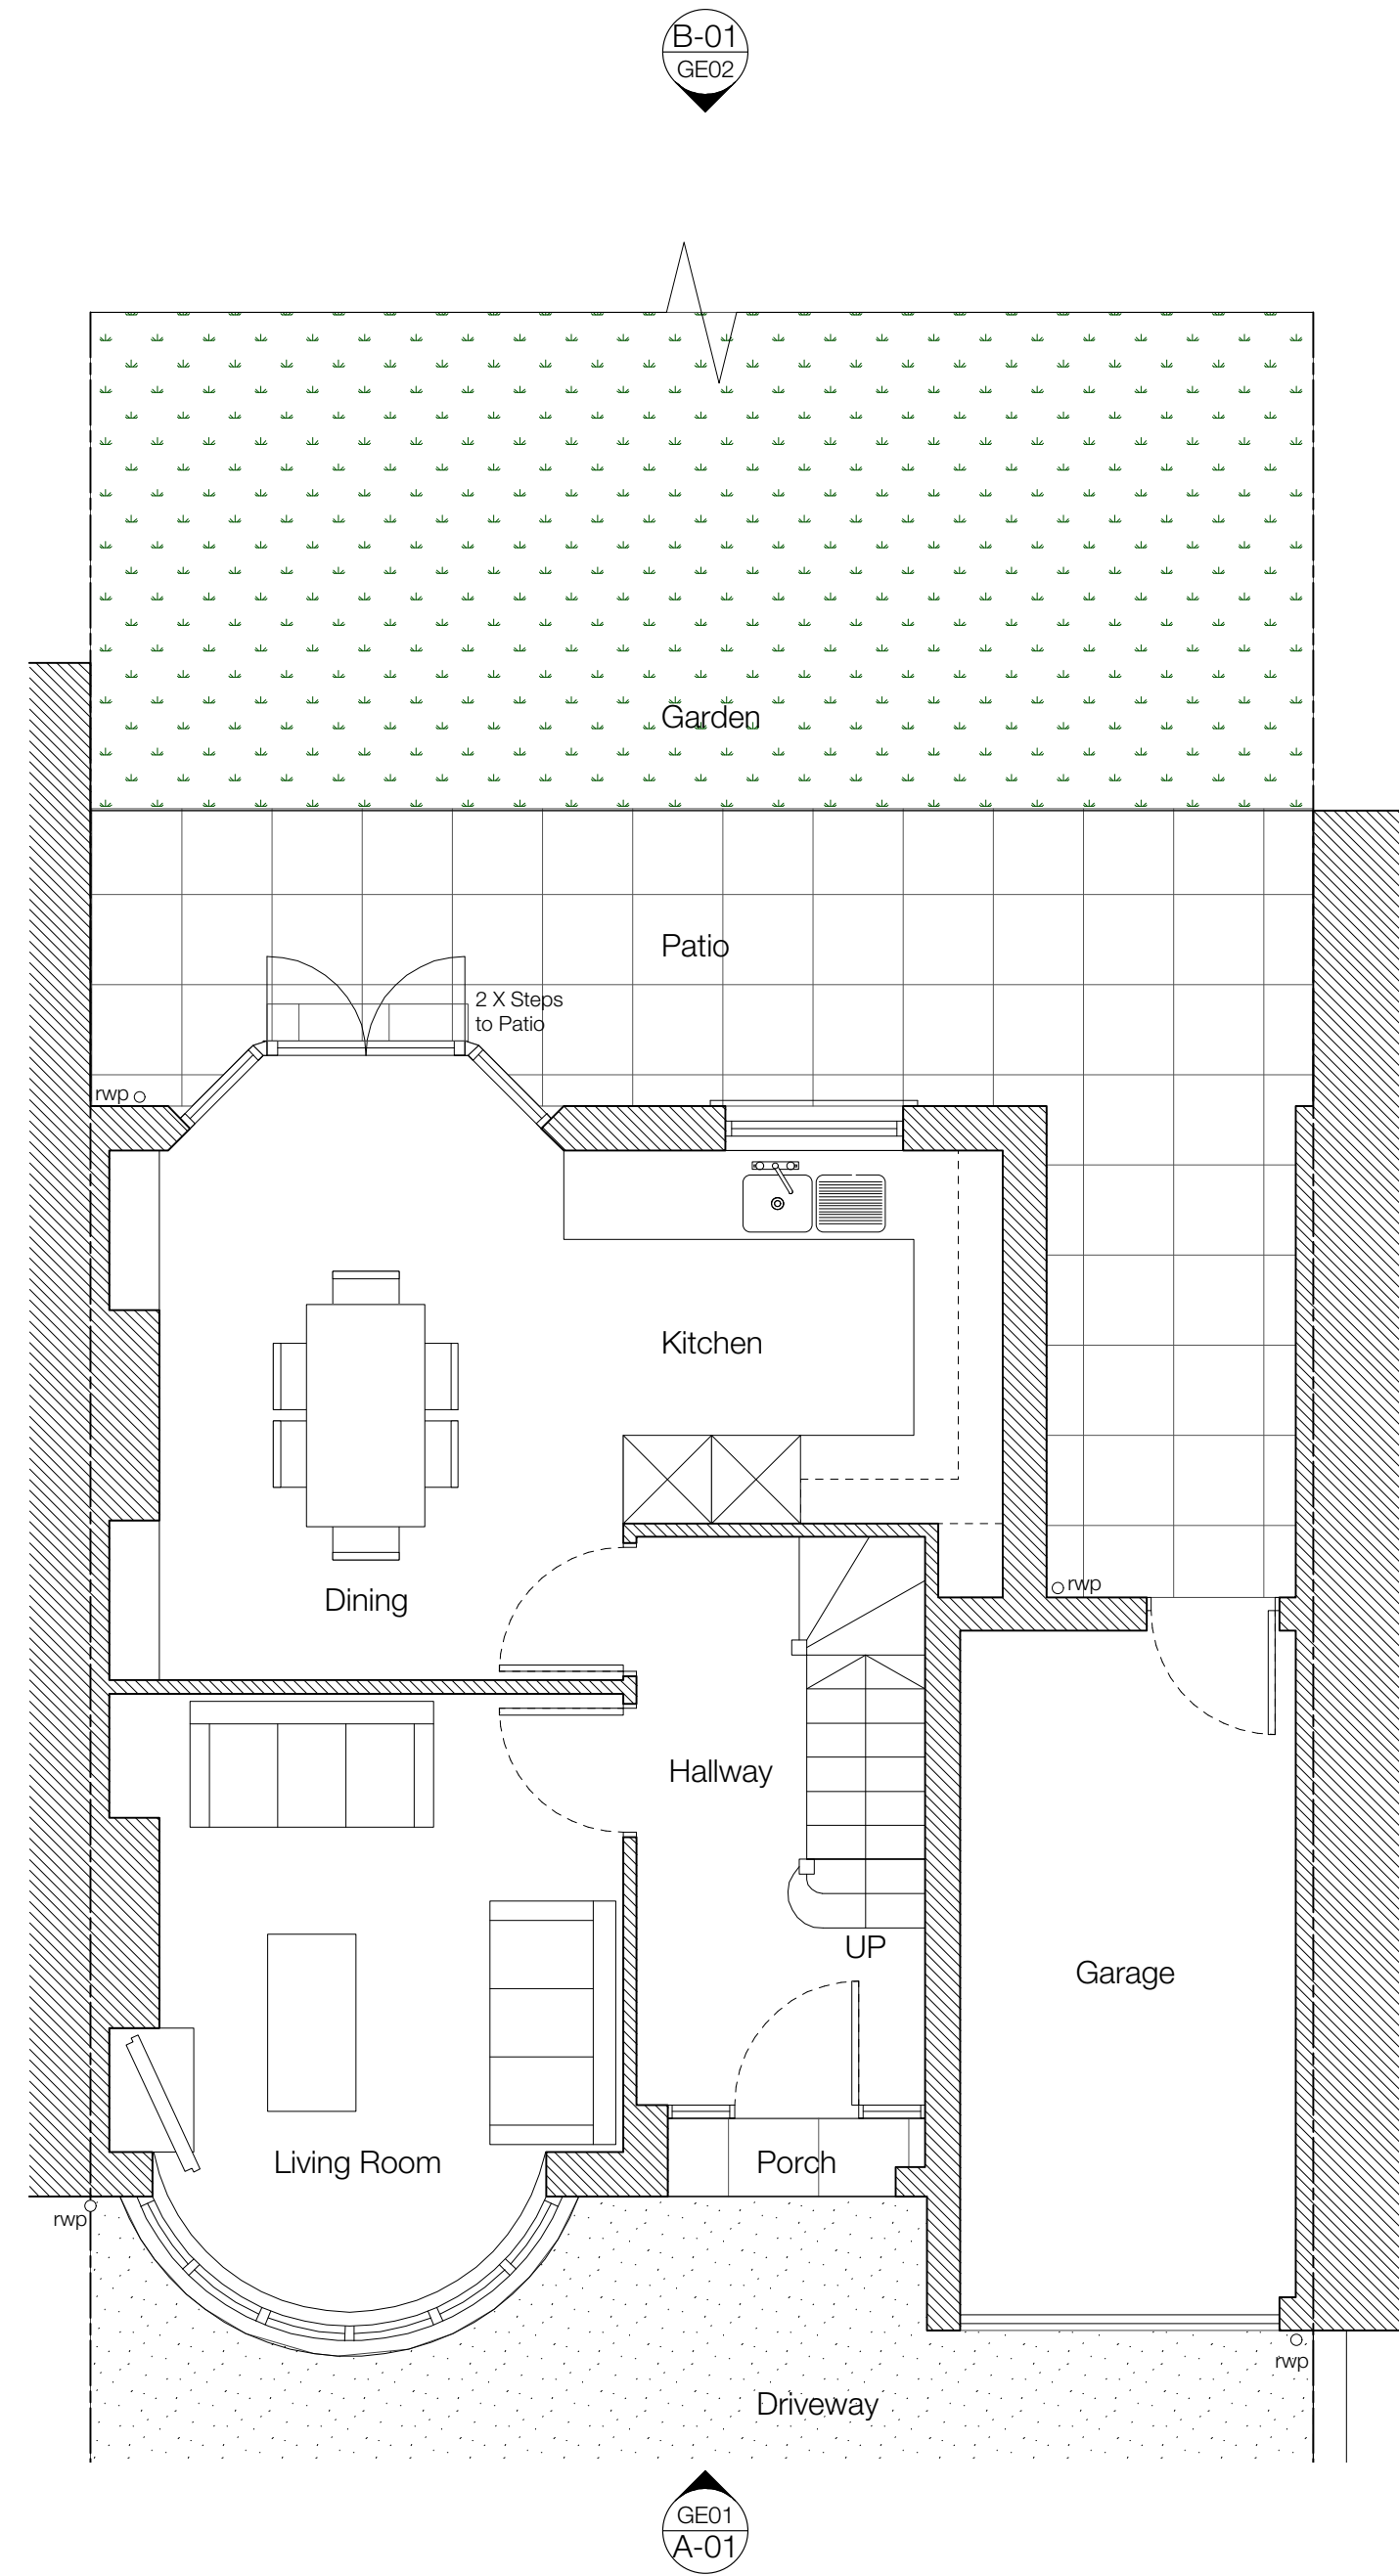 B-01
GE02
Garden
Patio
2 X Steps
to Patio
rwp
Kitchen
rwp
Dining
Hallway
UP
Garage
Living Room
Porch
rwp
rwp
Driveway
GE01
A-01